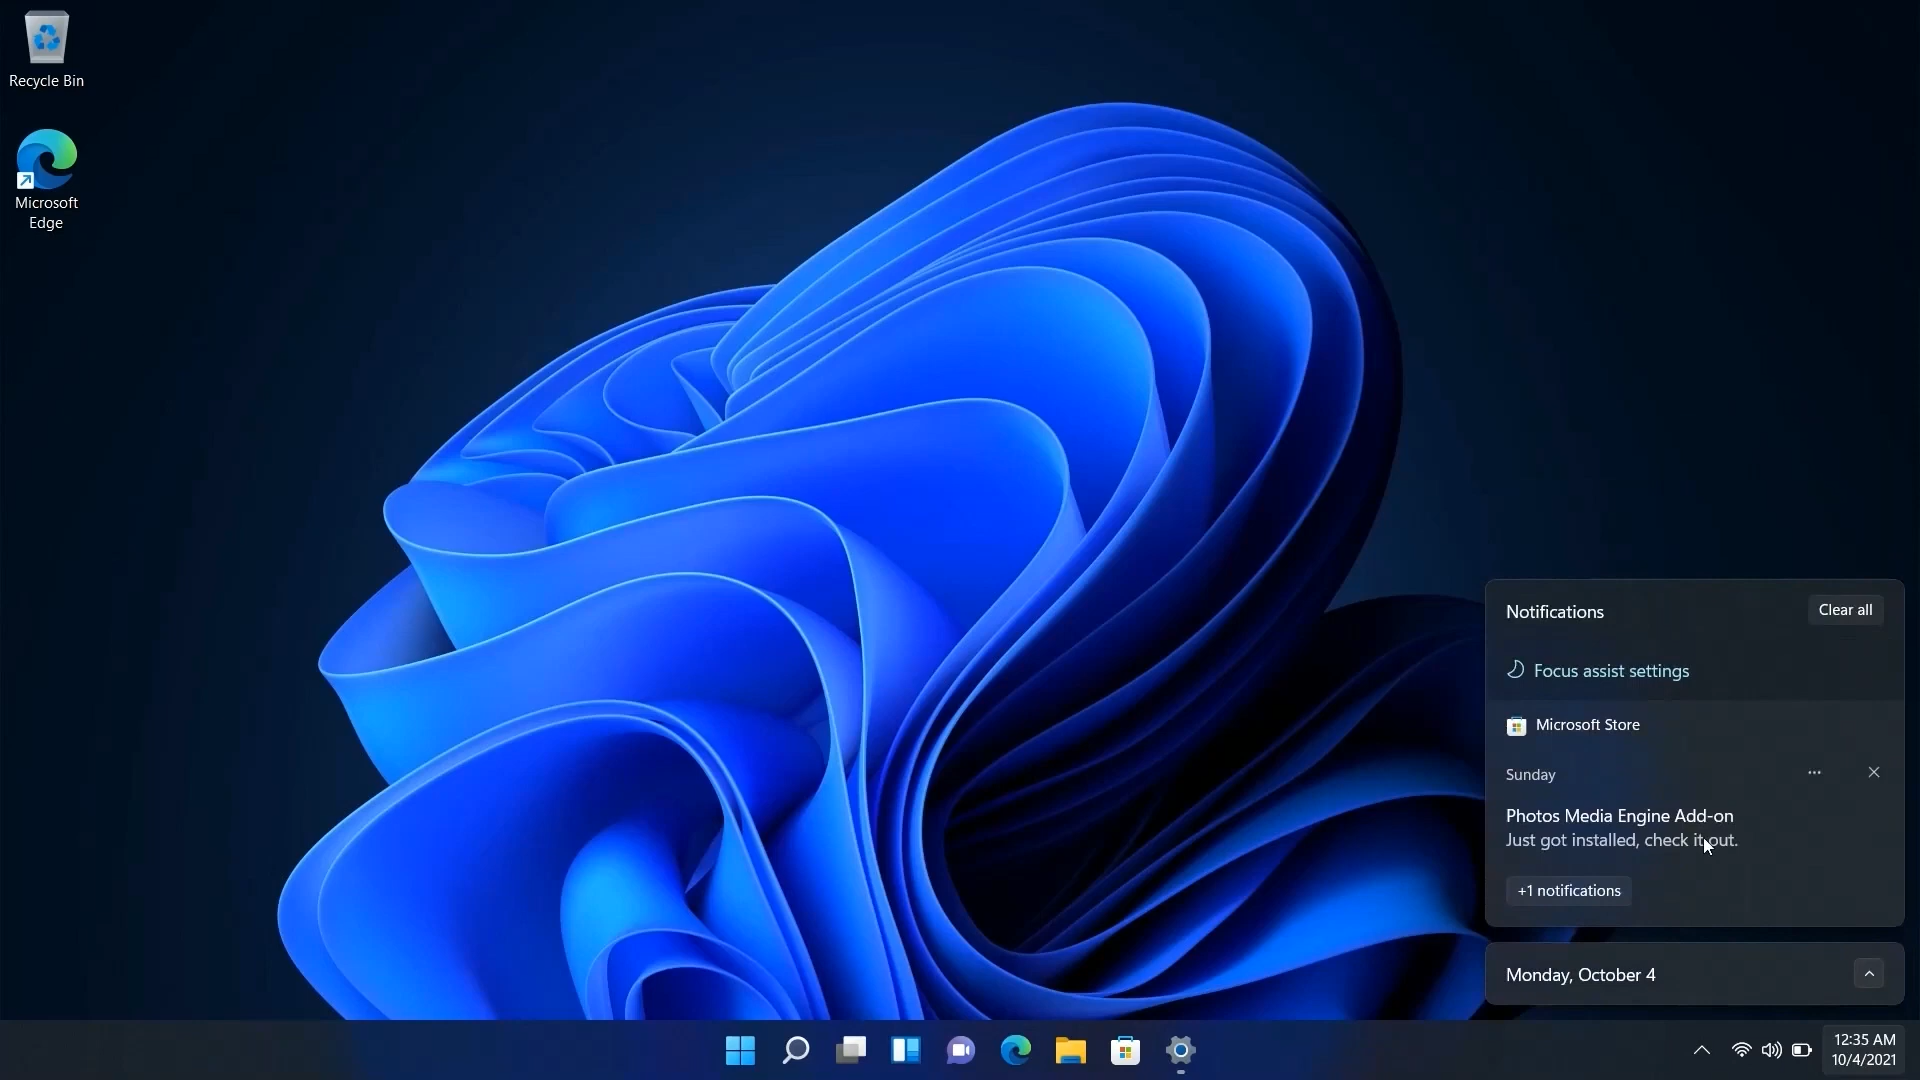 Recycle Bin
Microsoft
Edge
Notifications
Clear all
Focus assist settings
Microsoft Store
Sunday
Photos Media Engine Add-on
Just got installed, check it out.
+1 notifications
Monday, October 4
12:35 AM
10/4/2021